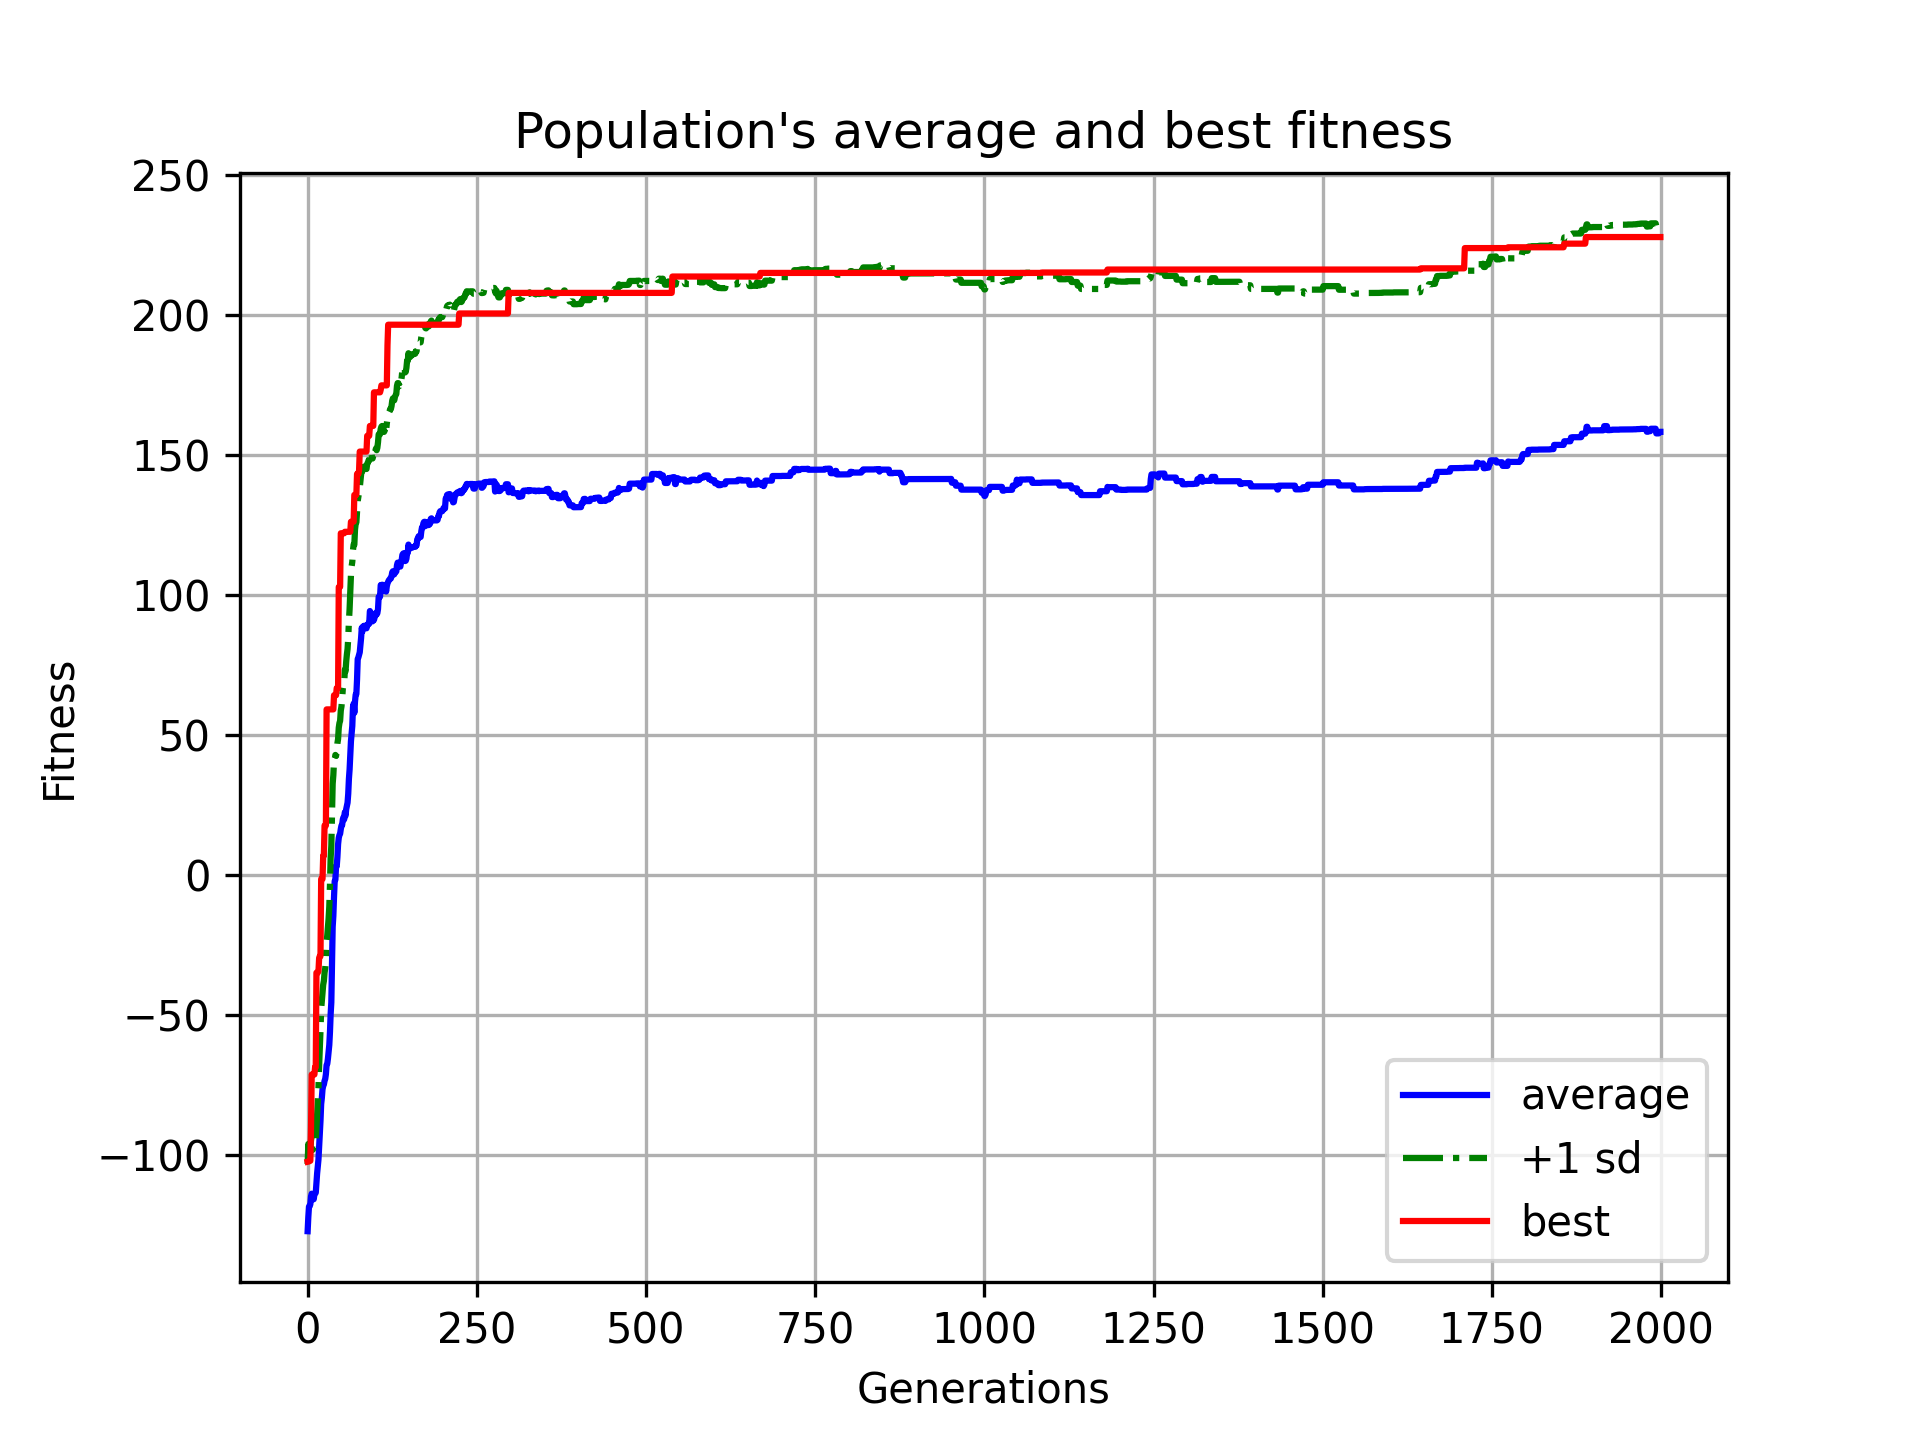 Population's average and best fitness
250
200
150
100
50
0
−50
−100
Fitness
0 250 500 750 1000 1250 1500 1750 2000
Generations
average
+1 sd
best